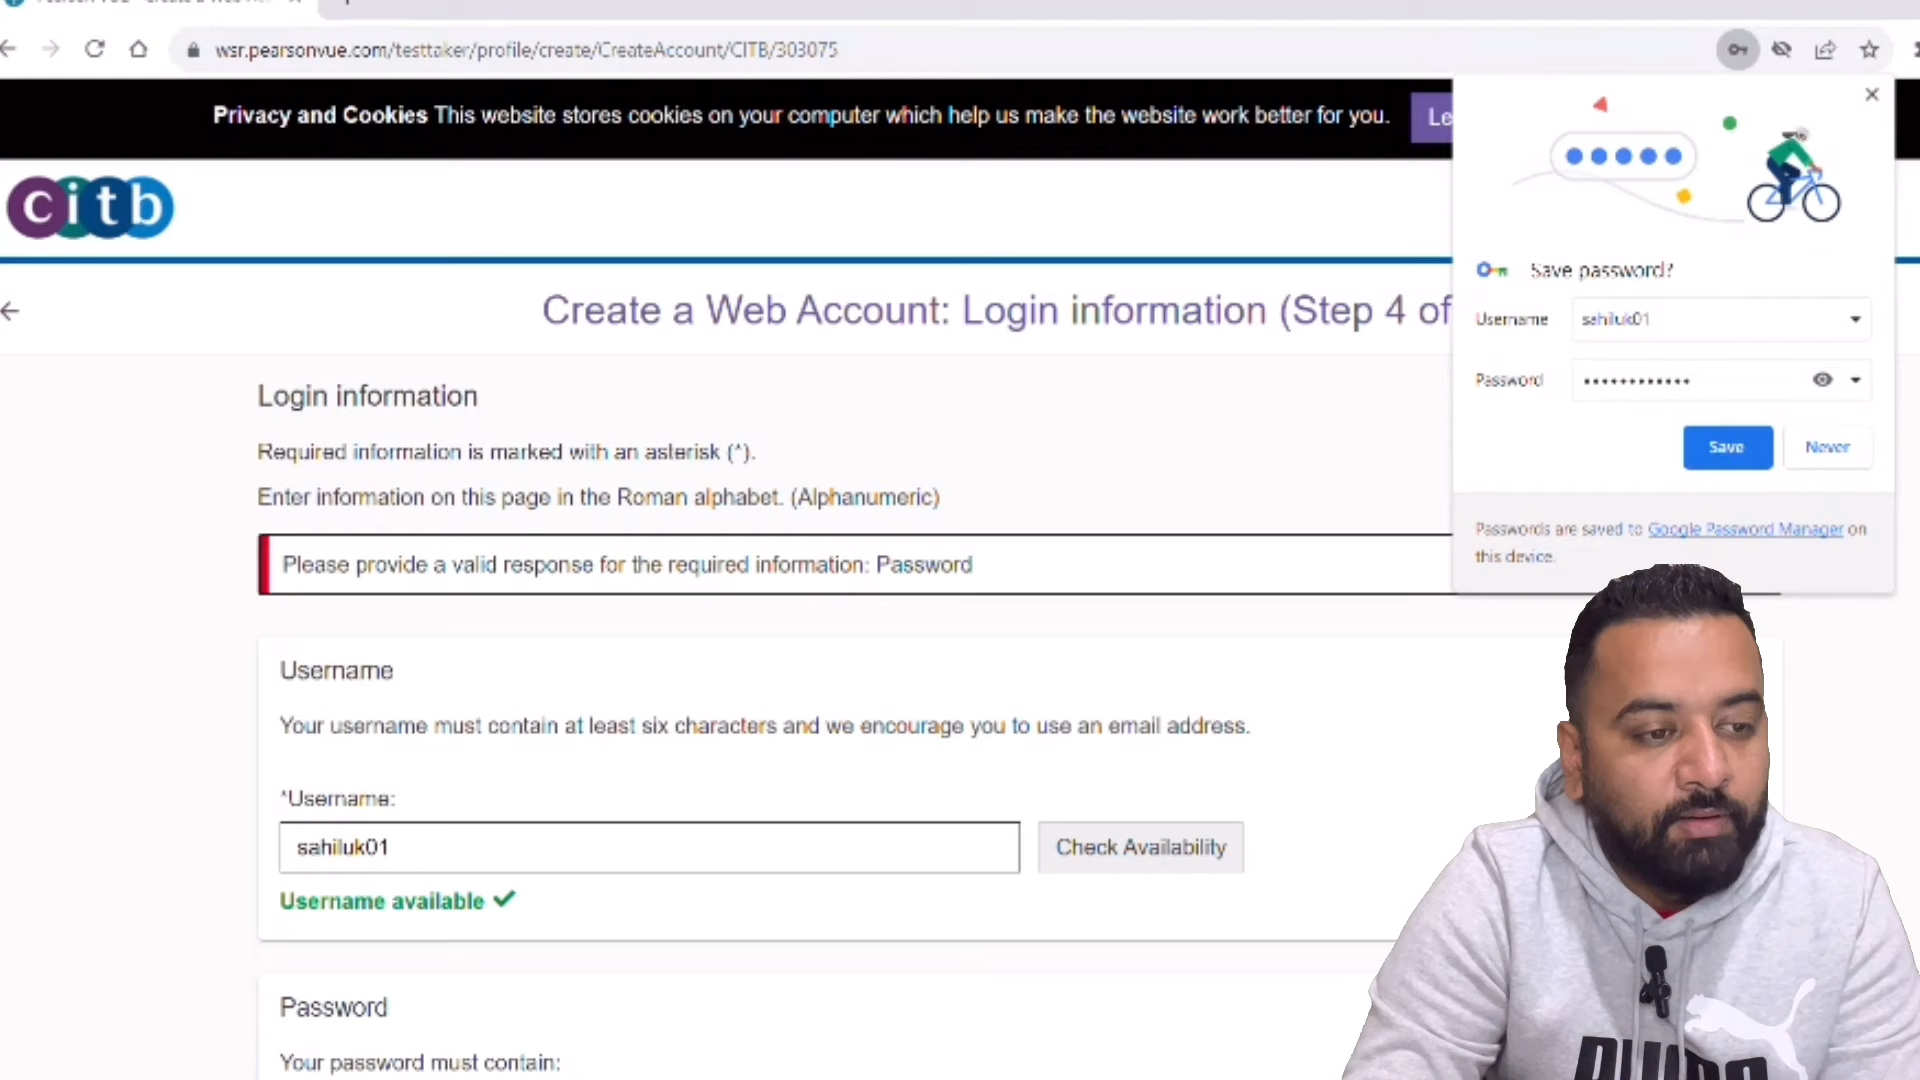 wsr.pearsonvue.com/testtaker/profile/create/CreateAccount/CITB/303075
Privacy and Cookies This website stores cookies on your computer which help us make the website work better for you.
Le
citb
Create a Web Account: Login information (Step 4 of
Login information
Required information is marked with an asterisk (*).
Enter information on this page in the Roman alphabet. (Alphanumeric)
Please provide a valid response for the required information: Password
Username
Your username must contain at least six characters and we encourage you to use an email address.
*Username:
sahiluk01
Check Availability
Username available
Password
Your password must contain:
Save password?
Username
sahiluk01
Password
Save
Never
Passwords are saved to Google Password Manager on
this device.